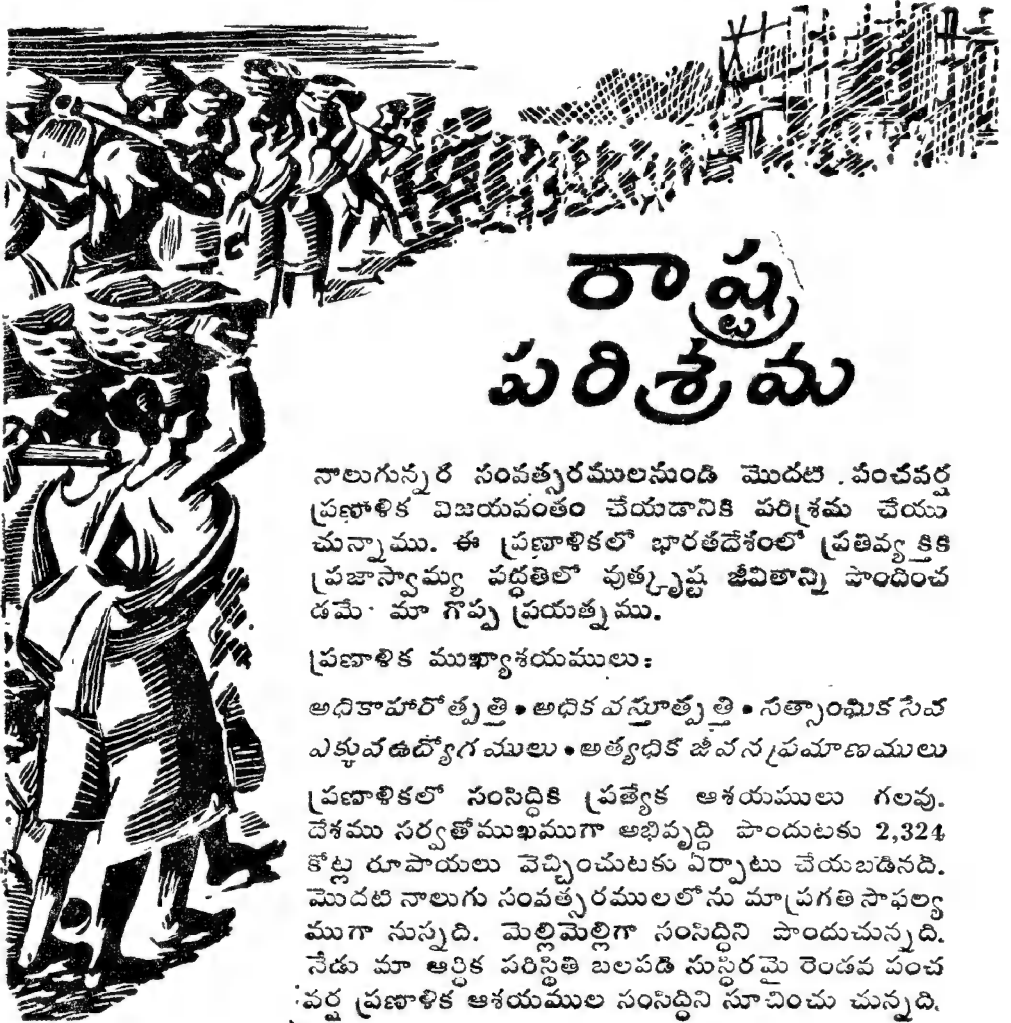 రాష్ట్ర
పరిశ్రమ
నాలుగున్నర సంవత్సరములనుండి మొదటి . పంచవర్ష
ప్రణాళిక విజయవంతం చేయడానికి పరిశ్రమ చేయు
చున్నాము. ఈ ప్రణాళికలో భారతదేశంలో ప్రతివ్యక్తికి
ప్రజాస్వామ్య పద్ధతిలో వుత్కృష్ట జీవితాన్ని పొందించ
డమే మా గొప్ప ప్రయత్నము.
ప్రణాళిక ముఖ్యాశయములు:
అధికాహారోత్పత్తి • అధిక వస్తూత్పత్తి • సత్సాంఘిక సేవ
ఎక్కువ ఉద్యోగములు • అత్యధిక జీవన ప్రమాణములు
ప్రణాళికలో సంసిద్ధికి ప్రత్యేక ఆశయములు గలవు.
దేశము సర్వతోముఖముగా అభివృద్ధి పొందుటకు 2,324
కోట్ల రూపాయలు వెచ్చించుటకు ఏర్పాటు చేయబడినది.
మొదటి నాలుగు సంవత్సరములలోను మా ప్రగతి సాఫల్య
ముగా నున్నది. మెల్లిమెల్లిగా సంసిద్ధిని పొందుచున్నది.
నేడు మా ఆర్ధిక పరిస్థితి బలపడి సుస్థిరమై రెండవ పంచ
వర్ష ప్రణాళిక ఆశయముల సంసిద్ధిని సూచించు చున్నది.